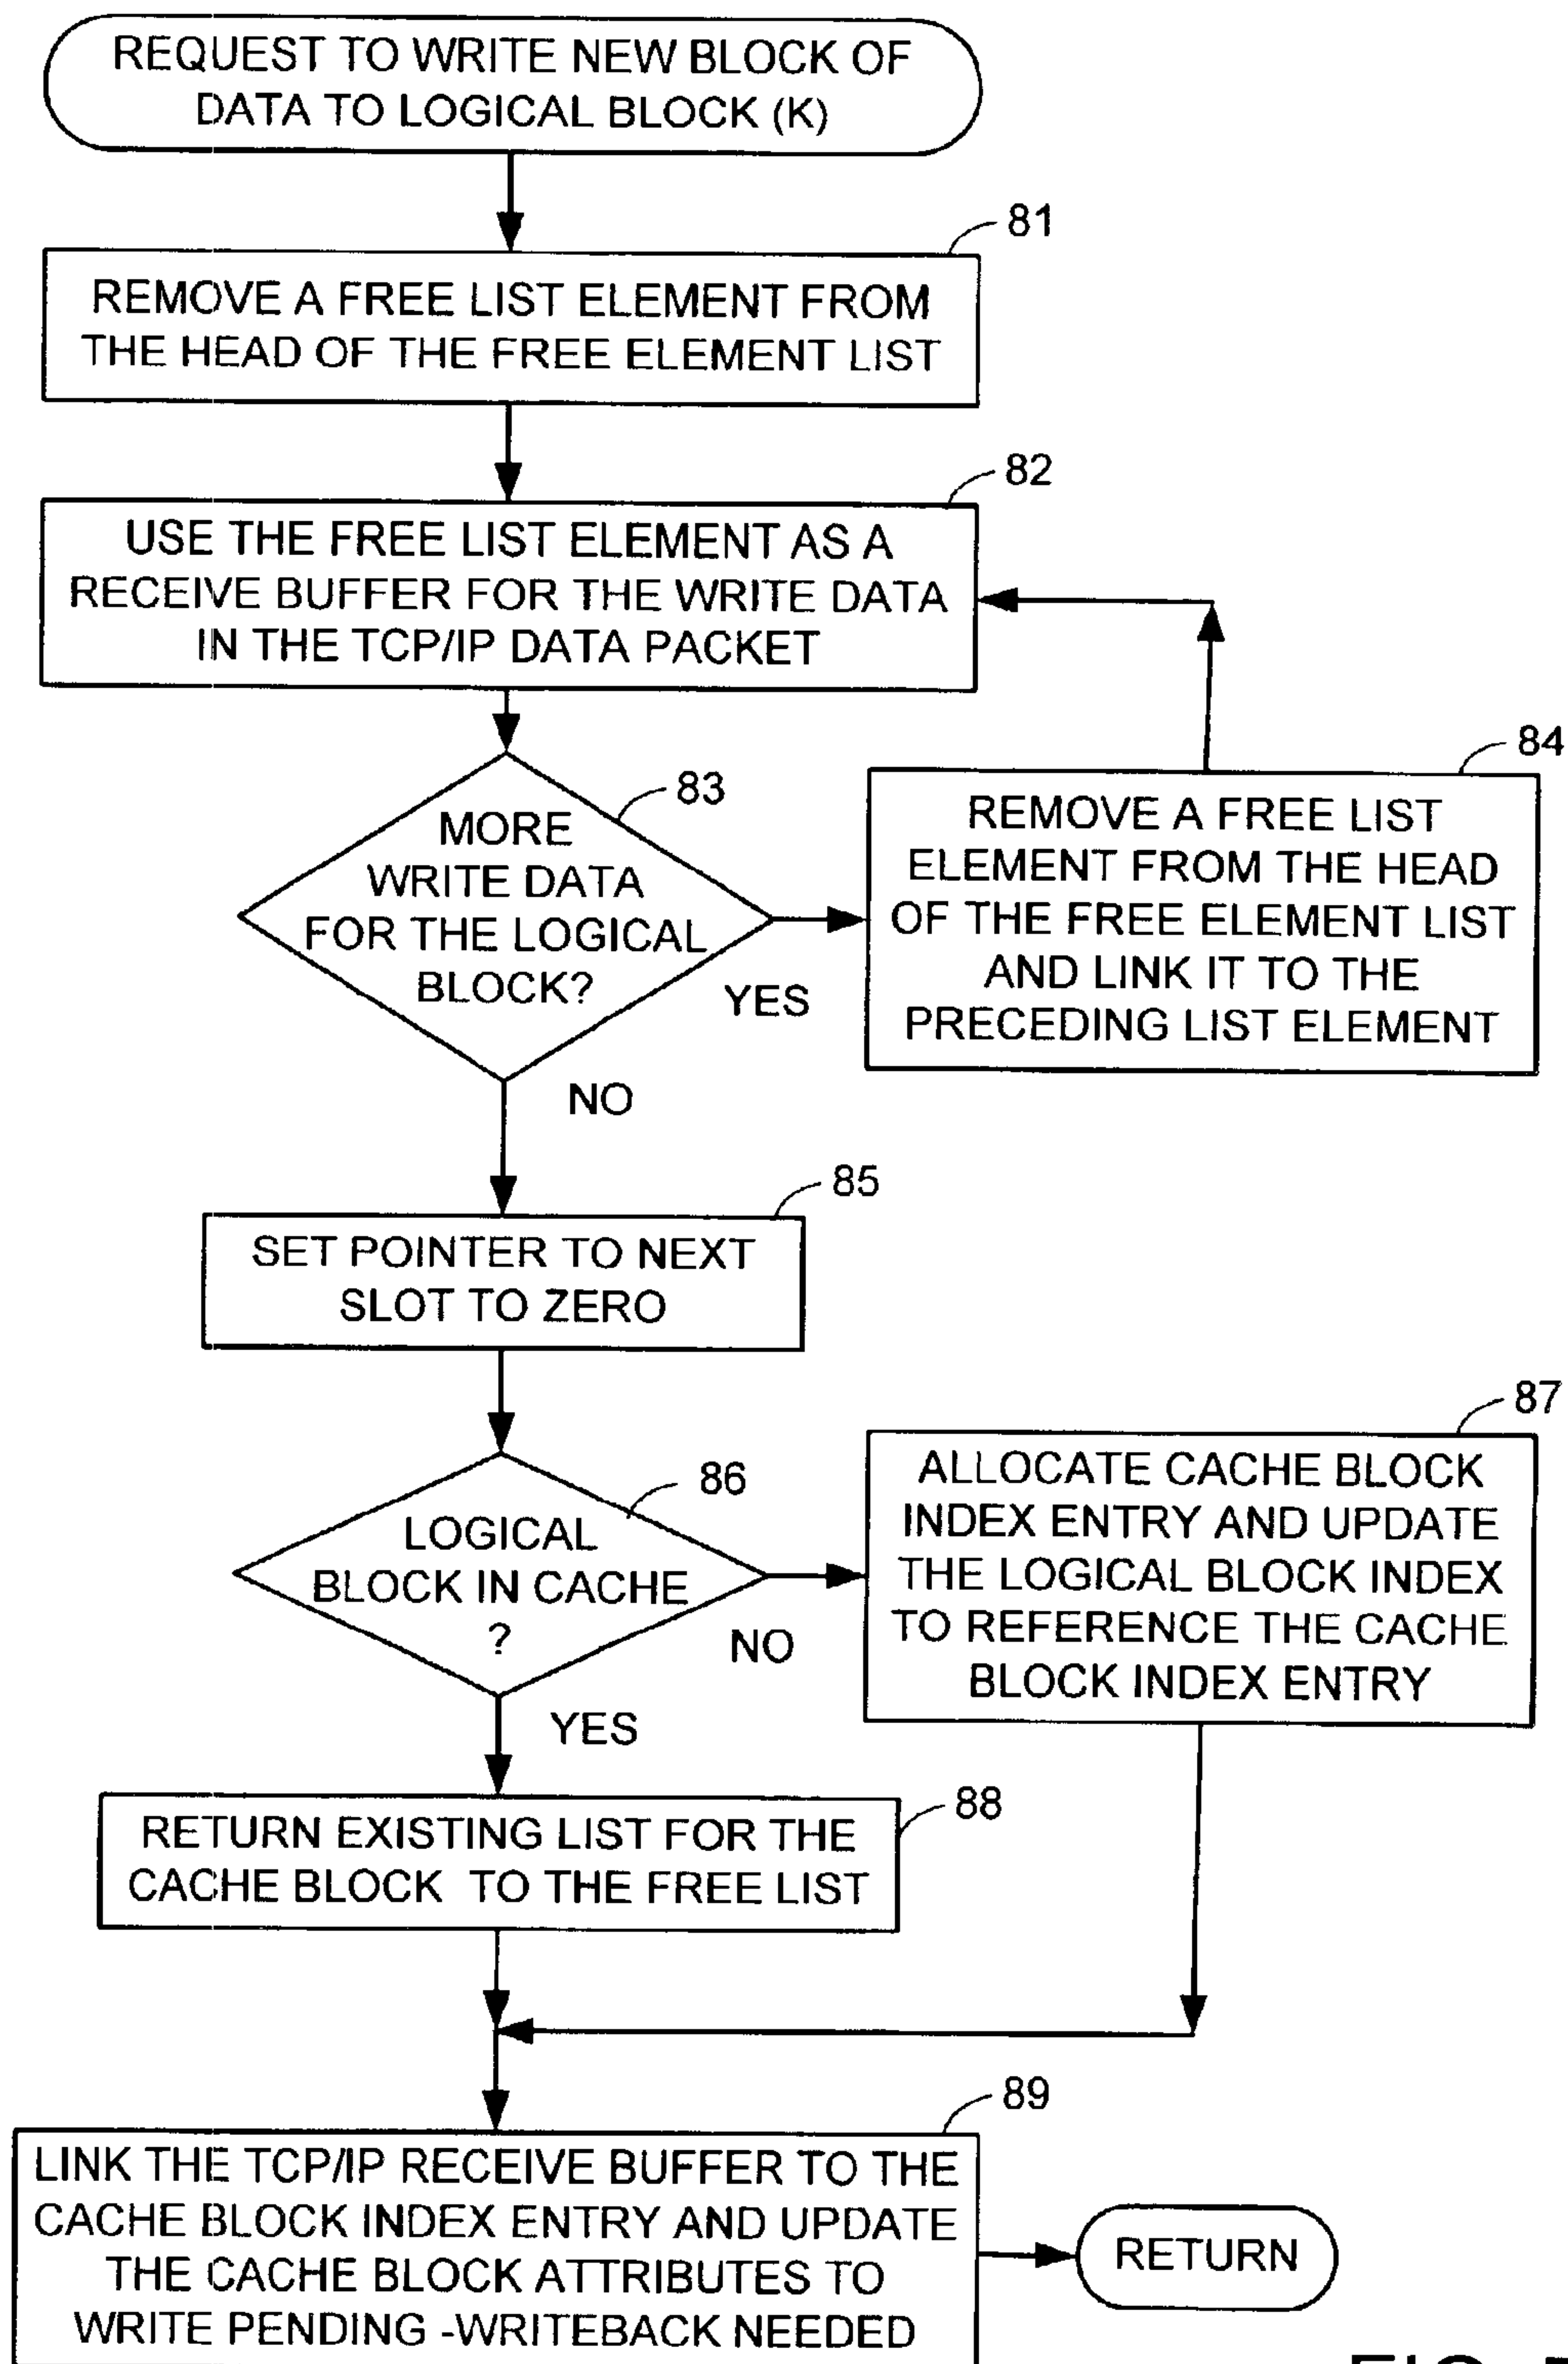 REQUEST TO WRITE NEW BLOCK OF
DATA TO LOGICAL BLOCK (K)
81
REMOVE A FREE LIST ELEMENT FROM
THE HEAD OF THE FREE ELEMENT LIST
82
USE THE FREE LIST ELEMENT AS A
RECEIVE BUFFER FOR THE WRITE DATA
IN THE TCP/IP DATA PACKET
83
MORE
WRITE DATA
FOR THE LOGICAL
BLOCK?
YES
NO
84
REMOVE A FREE LIST
ELEMENT FROM THE HEAD
OF THE FREE ELEMENT LIST
AND LINK IT TO THE
PRECEDING LIST ELEMENT
85
SET POINTER TO NEXT
SLOT TO ZERO
86
LOGICAL
BLOCK IN CACHE
?
NO
YES
87
ALLOCATE CACHE BLOCK
INDEX ENTRY AND UPDATE
THE LOGICAL BLOCK INDEX
TO REFERENCE THE CACHE
BLOCK INDEX ENTRY
88
RETURN EXISTING LIST FOR THE
CACHE BLOCK TO THE FREE LIST
89
LINK THE TCP/IP RECEIVE BUFFER TO THE
CACHE BLOCK INDEX ENTRY AND UPDATE
THE CACHE BLOCK ATTRIBUTES TO
WRITE PENDING -WRITEBACK NEEDED
RETURN